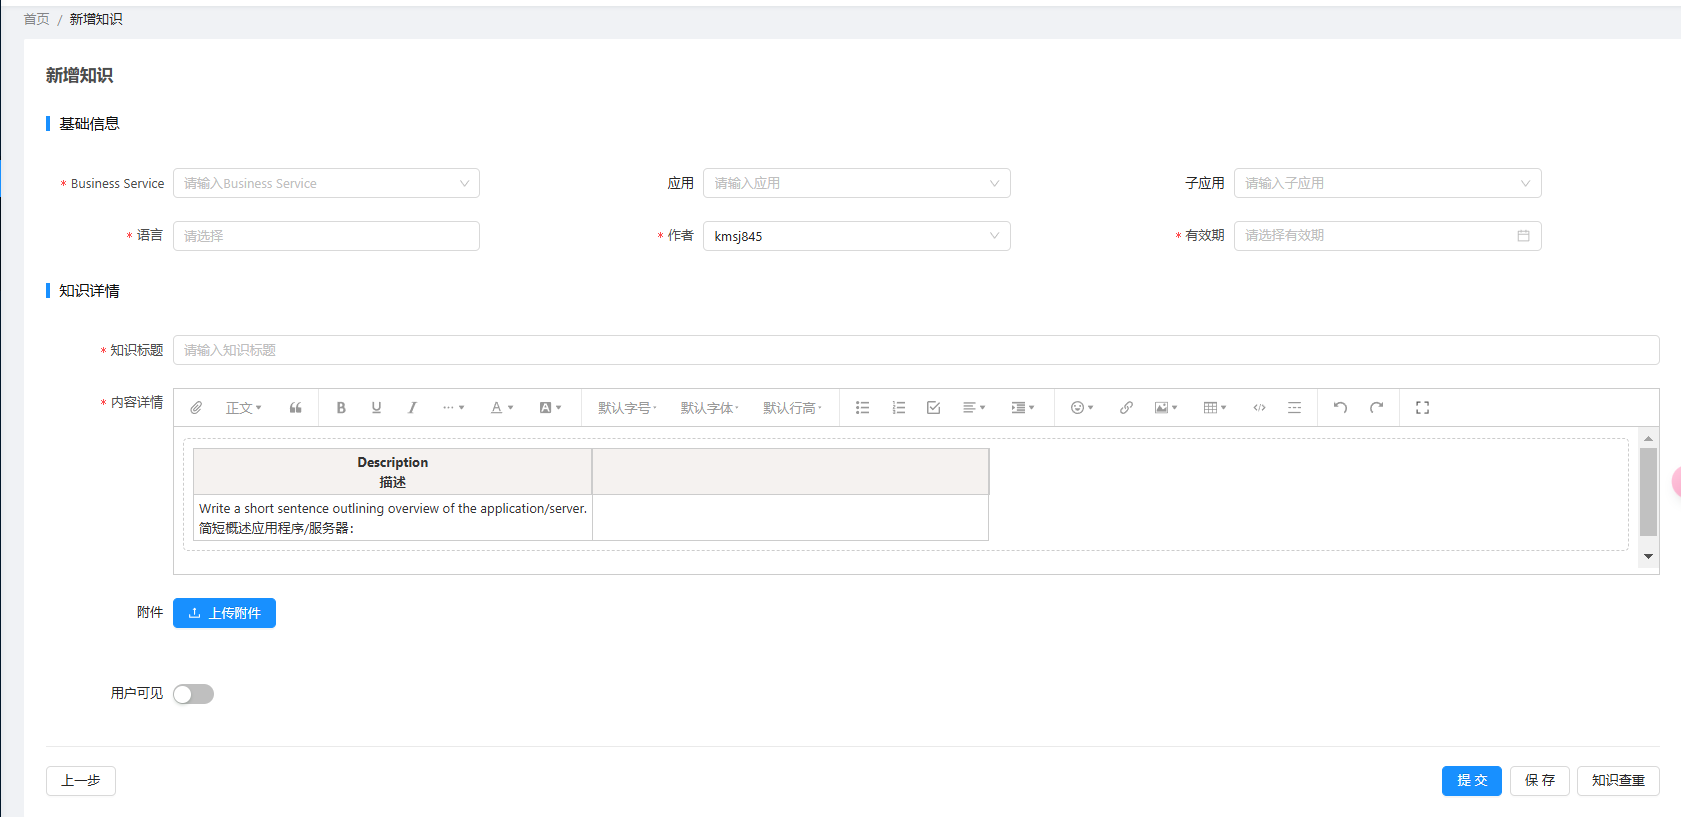 首页 / 新增知识
新增知识
基础信息
* Business Service 请输入Business Service 应用 请输入应用 子应用 请输入子应用
* 语言 请选择 * 作者 kmsj845 * 有效期 请选择有效期
知识详情
* 知识标题 请输入知识标题
* 内容详情 正文 B U I A A 默认字号 默认字体 默认行高
Description
描述
Write a short sentence outlining overview of the application/server.
简短概述应用程序/服务器：
附件 上传附件
用户可见
上一步 提 交 保 存 知识查重